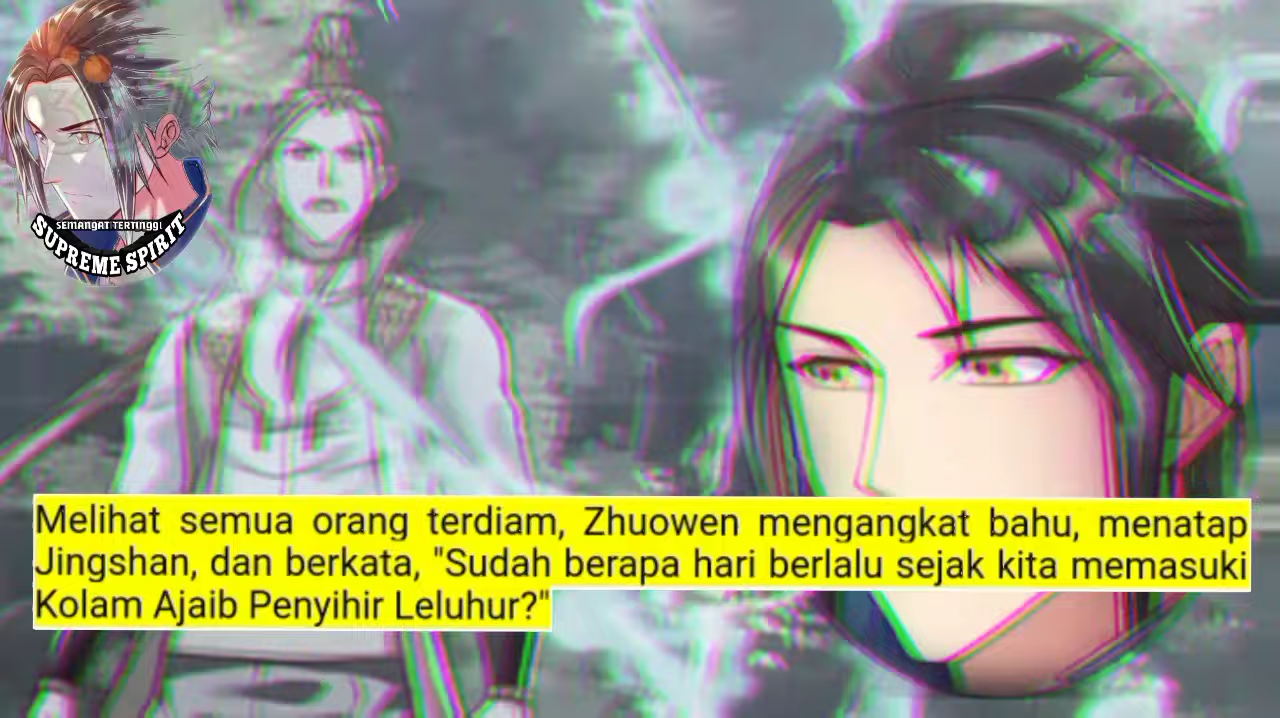 SEMANGAT TERTINGGI
SUPREME SPIRIT
Melihat semua orang terdiam, Zhuowen mengangkat bahu, menatap
Jingshan, dan berkata, "Sudah berapa hari berlalu sejak kita memasuki
Kolam Ajaib Penyihir Leluhur?"